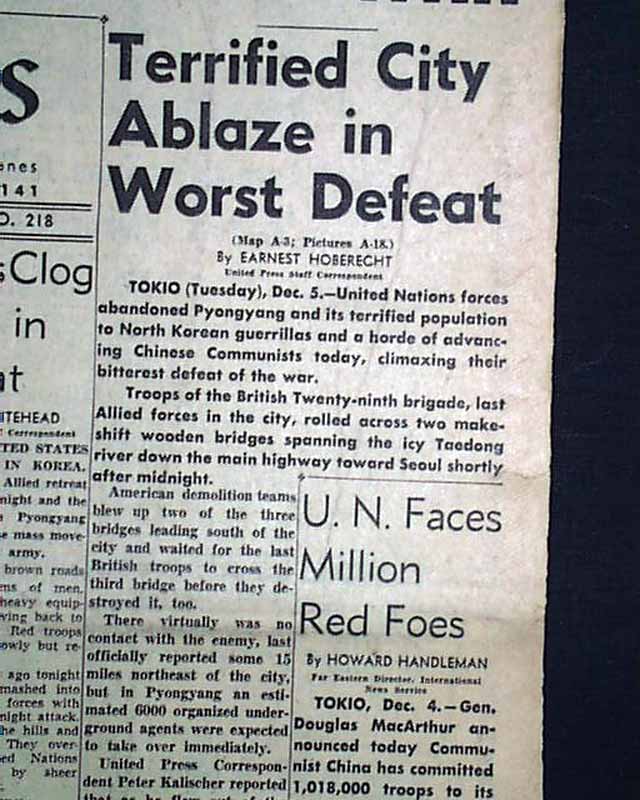 S
enes
141
O. 218
Clog
in
at
ITEHEAD
Correspondent
TED STATES
IN KOREA.
Allied retreat
night and the
Pyongyang
mass move-
army.
brown roads
ns of men.
heavy equip-
ving back to
Red troops
owly but re-
ago tonight
mashed into
forces with
night attack.
he hills and
They over-
ed Nations
by sheer
Terrified City
Ablaze in
Worst Defeat
(Map A-3; Pictures A-18.)
By EARNEST HOBERECHT
United Press Staff Correspondent
TOKIO (Tuesday), Dec. 5.—United Nations forces
abandoned Pyongyang and its terrified population
to North Korean guerrillas and a horde of advanc-
ing Chinese Communists today, climaxing their
bitterest defeat of the war.
Troops of the British Twenty-ninth brigade, last
Allied forces in the city, rolled across two make-
shift wooden bridges spanning the icy Taedong
river down the main highway toward Seoul shortly
after midnight.
American demolition teams
blew up two of the three
bridges leading south of the
city and waited for the last
British troops to cross the
third bridge before they de-
stroyed it, too.
There virtually was no
contact with the enemy, last
officially reported some 15
miles northeast of the city,
but in Pyongyang an esti-
mated 6000 organized under-
ground agents were expected
to take over immediately.
United Press Correspon-
dent Peter Kalischer reported
U. N. Faces
Million
Red Foes
By HOWARD HANDLEMAN
Far Eastern Director, International
News Service
TOKIO, Dec. 4.—Gen.
Douglas MacArthur an-
nounced today Commu-
nist China has committed
1,018,000 troops to its